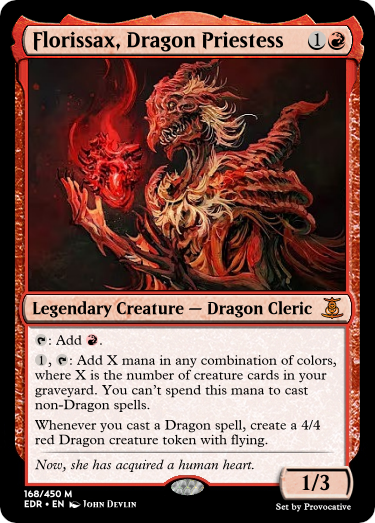 Florissax, Dragon Priestess 1
Legendary Creature — Dragon Cleric
: Add .
1, : Add X mana in any combination of colors,
where X is the number of creature cards in your
graveyard. You can't spend this mana to cast
non-Dragon spells.
Whenever you cast a Dragon spell, create a 4/4
red Dragon creature token with flying.
Now, she has acquired a human heart.
1/3
168/450 M
EDR • EN John Devlin
Set by Provocative